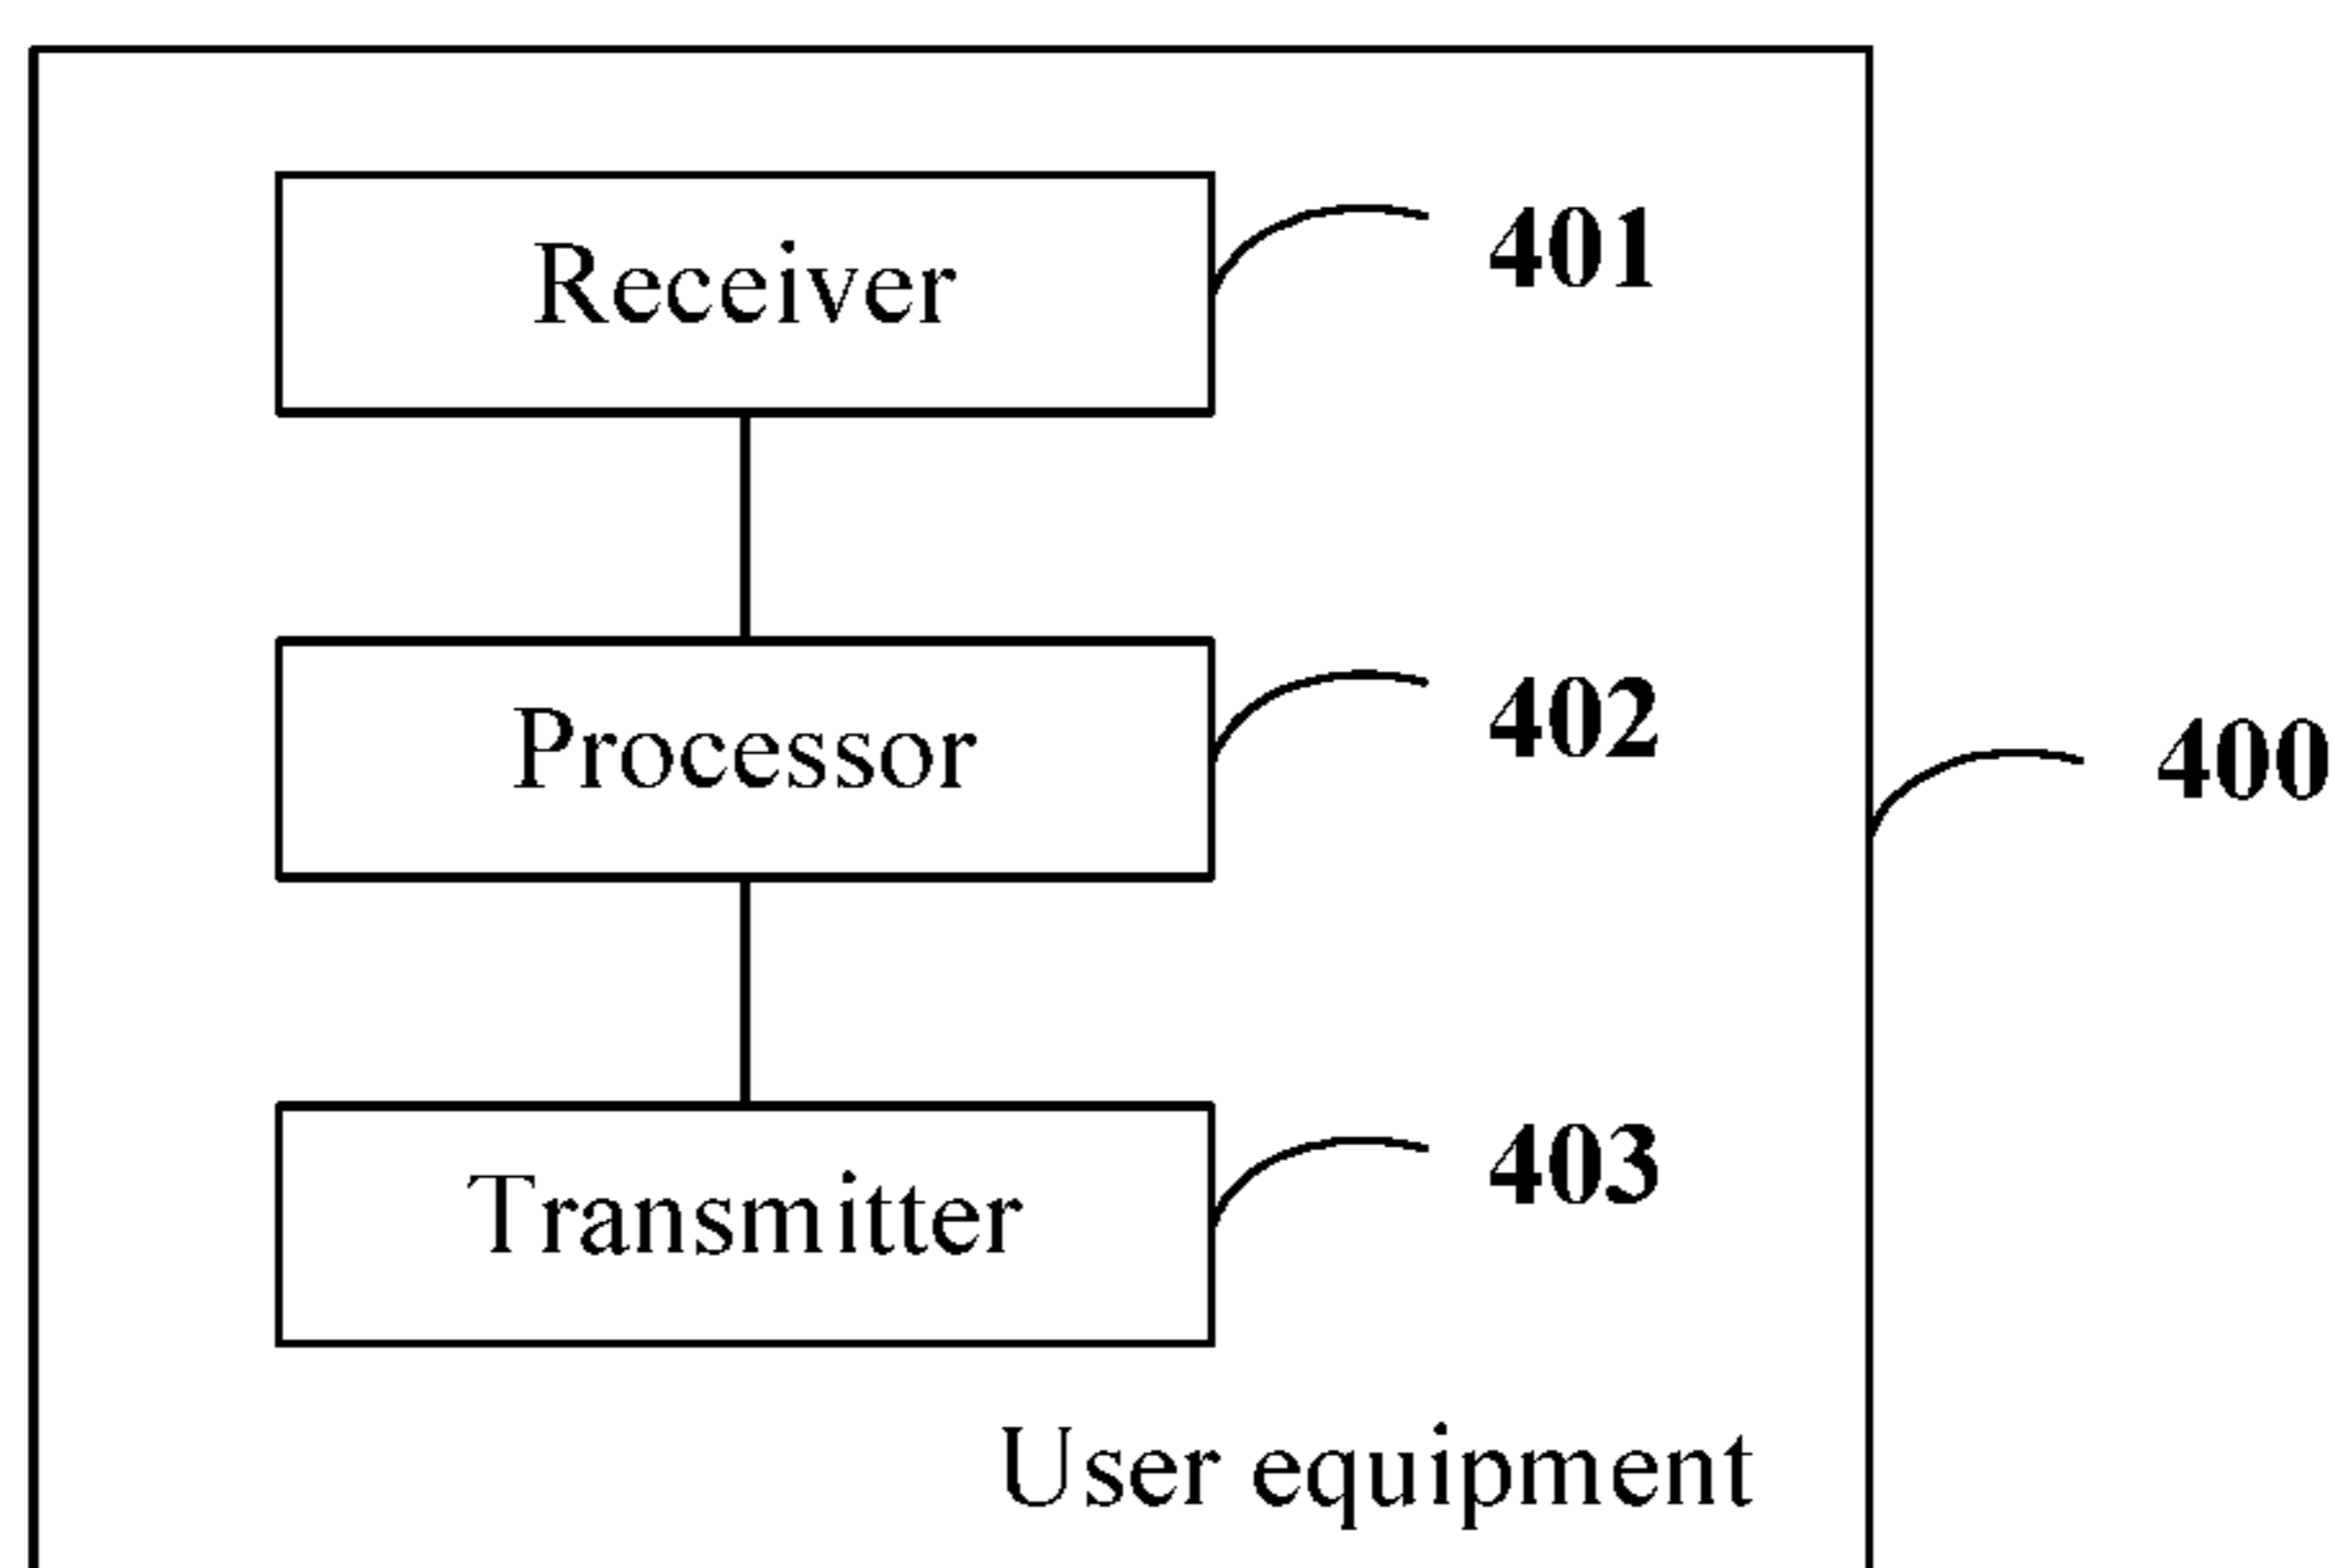 Receiver
401
Processor
402
400
Transmitter
403
User equipment